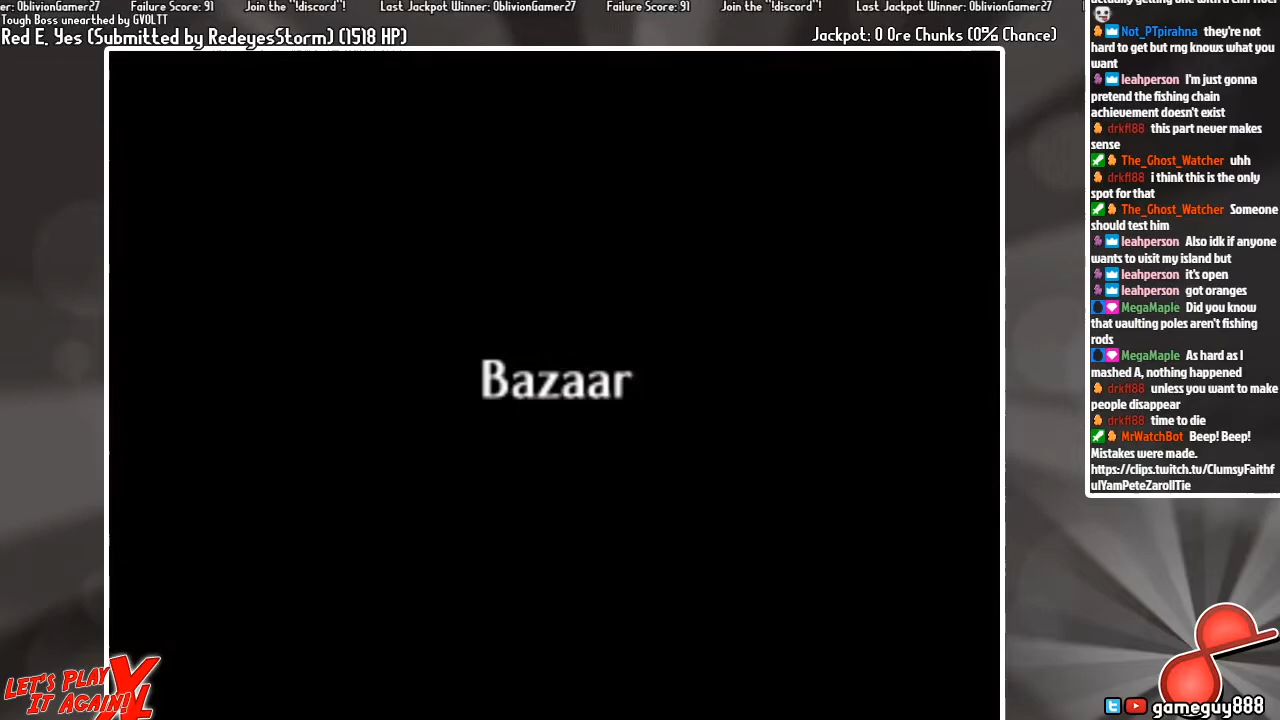 er: 0blivionGamer27 Failure Score: 91 Join the "!discord"! Last Jackpot Winner: 0blivionGamer27 Failure Score: 91 Join the "!discord"! Last Jackpot Winner: 0blivionGamer27
Tough Boss unearthed by GVOLTT
Red E. Yes (Submitted by RedeyesStorm) (1518 HP)
Jackpot: 0 Ore Chunks (0% Chance)
Bazaar
Not_PTpirahna they're not
hard to get but rng knows what you
want
leahperson I'm just gonna
pretend the fishing chain
achievement doesn't exist
drkfl88 this part never makes
sense
The_Ghost_Watcher uhh
drkfl88 i think this is the only
spot for that
The_Ghost_Watcher Someone
should test him
leahperson Also idk if anyone
wants to visit my island but
leahperson it's open
leahperson got oranges
MegaMaple Did you know
that vaulting poles aren't fishing
rods
MegaMaple As hard as I
mashed A, nothing happened
drkfl88 unless you want to make
people disappear
drkfl88 time to die
MrWatchBot Beep! Beep!
Mistakes were made.
https://clips.twitch.tv/ClumsyFaithf
ulYamPeteZarollTie
LET'S PLAY
IT AGAIN!
XL
gameguy888